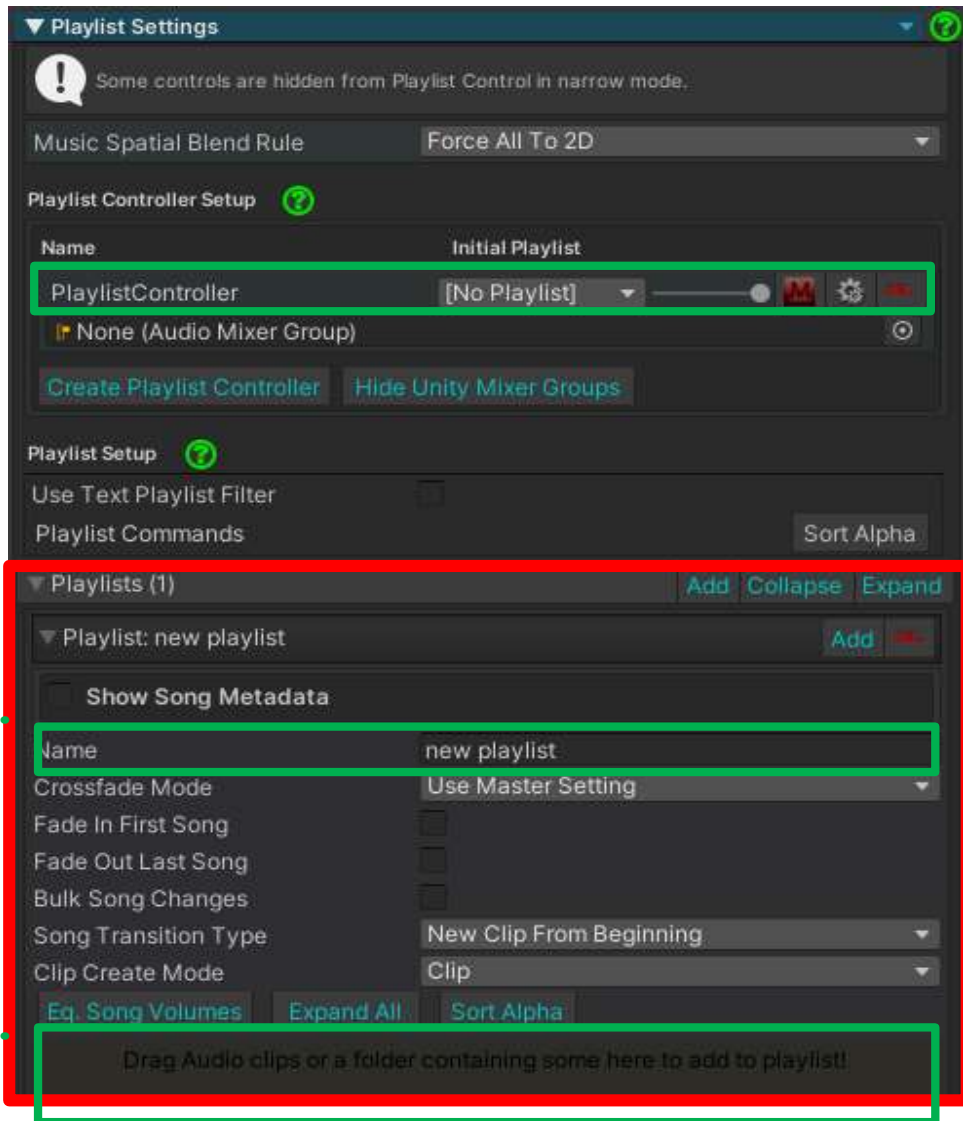 ▼ Playlist Settings
Some controls are hidden from Playlist Control in narrow mode.
Music Spatial Blend Rule Force All To 2D
Playlist Controller Setup ?
Name Initial Playlist
PlaylistController [No Playlist] M
None (Audio Mixer Group)
Create Playlist Controller Hide Unity Mixer Groups
Playlist Setup ?
Use Text Playlist Filter
Playlist Commands Sort Alpha
Playlists (1) Add Collapse Expand
Playlist: new playlist Add
Show Song Metadata
Name new playlist
Crossfade Mode Use Master Setting
Fade In First Song
Fade Out Last Song
Bulk Song Changes
Song Transition Type New Clip From Beginning
Clip Create Mode Clip
Eq. Song Volumes Expand All Sort Alpha
Drag Audio clips or a folder containing some here to add to playlist!